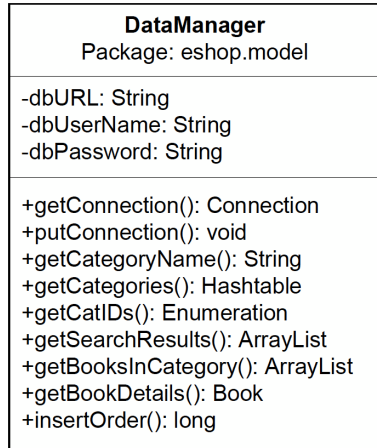 DataManager
Package: eshop.model
-dbURL: String
-dbUserName: String
-dbPassword: String
+getConnection(): Connection
+putConnection(): void
+getCategoryName(): String
+getCategories(): Hashtable
+getCatIDs(): Enumeration
+getSearchResults(): ArrayList
+getBooksInCategory(): ArrayList
+getBookDetails(): Book
+insertOrder(): long